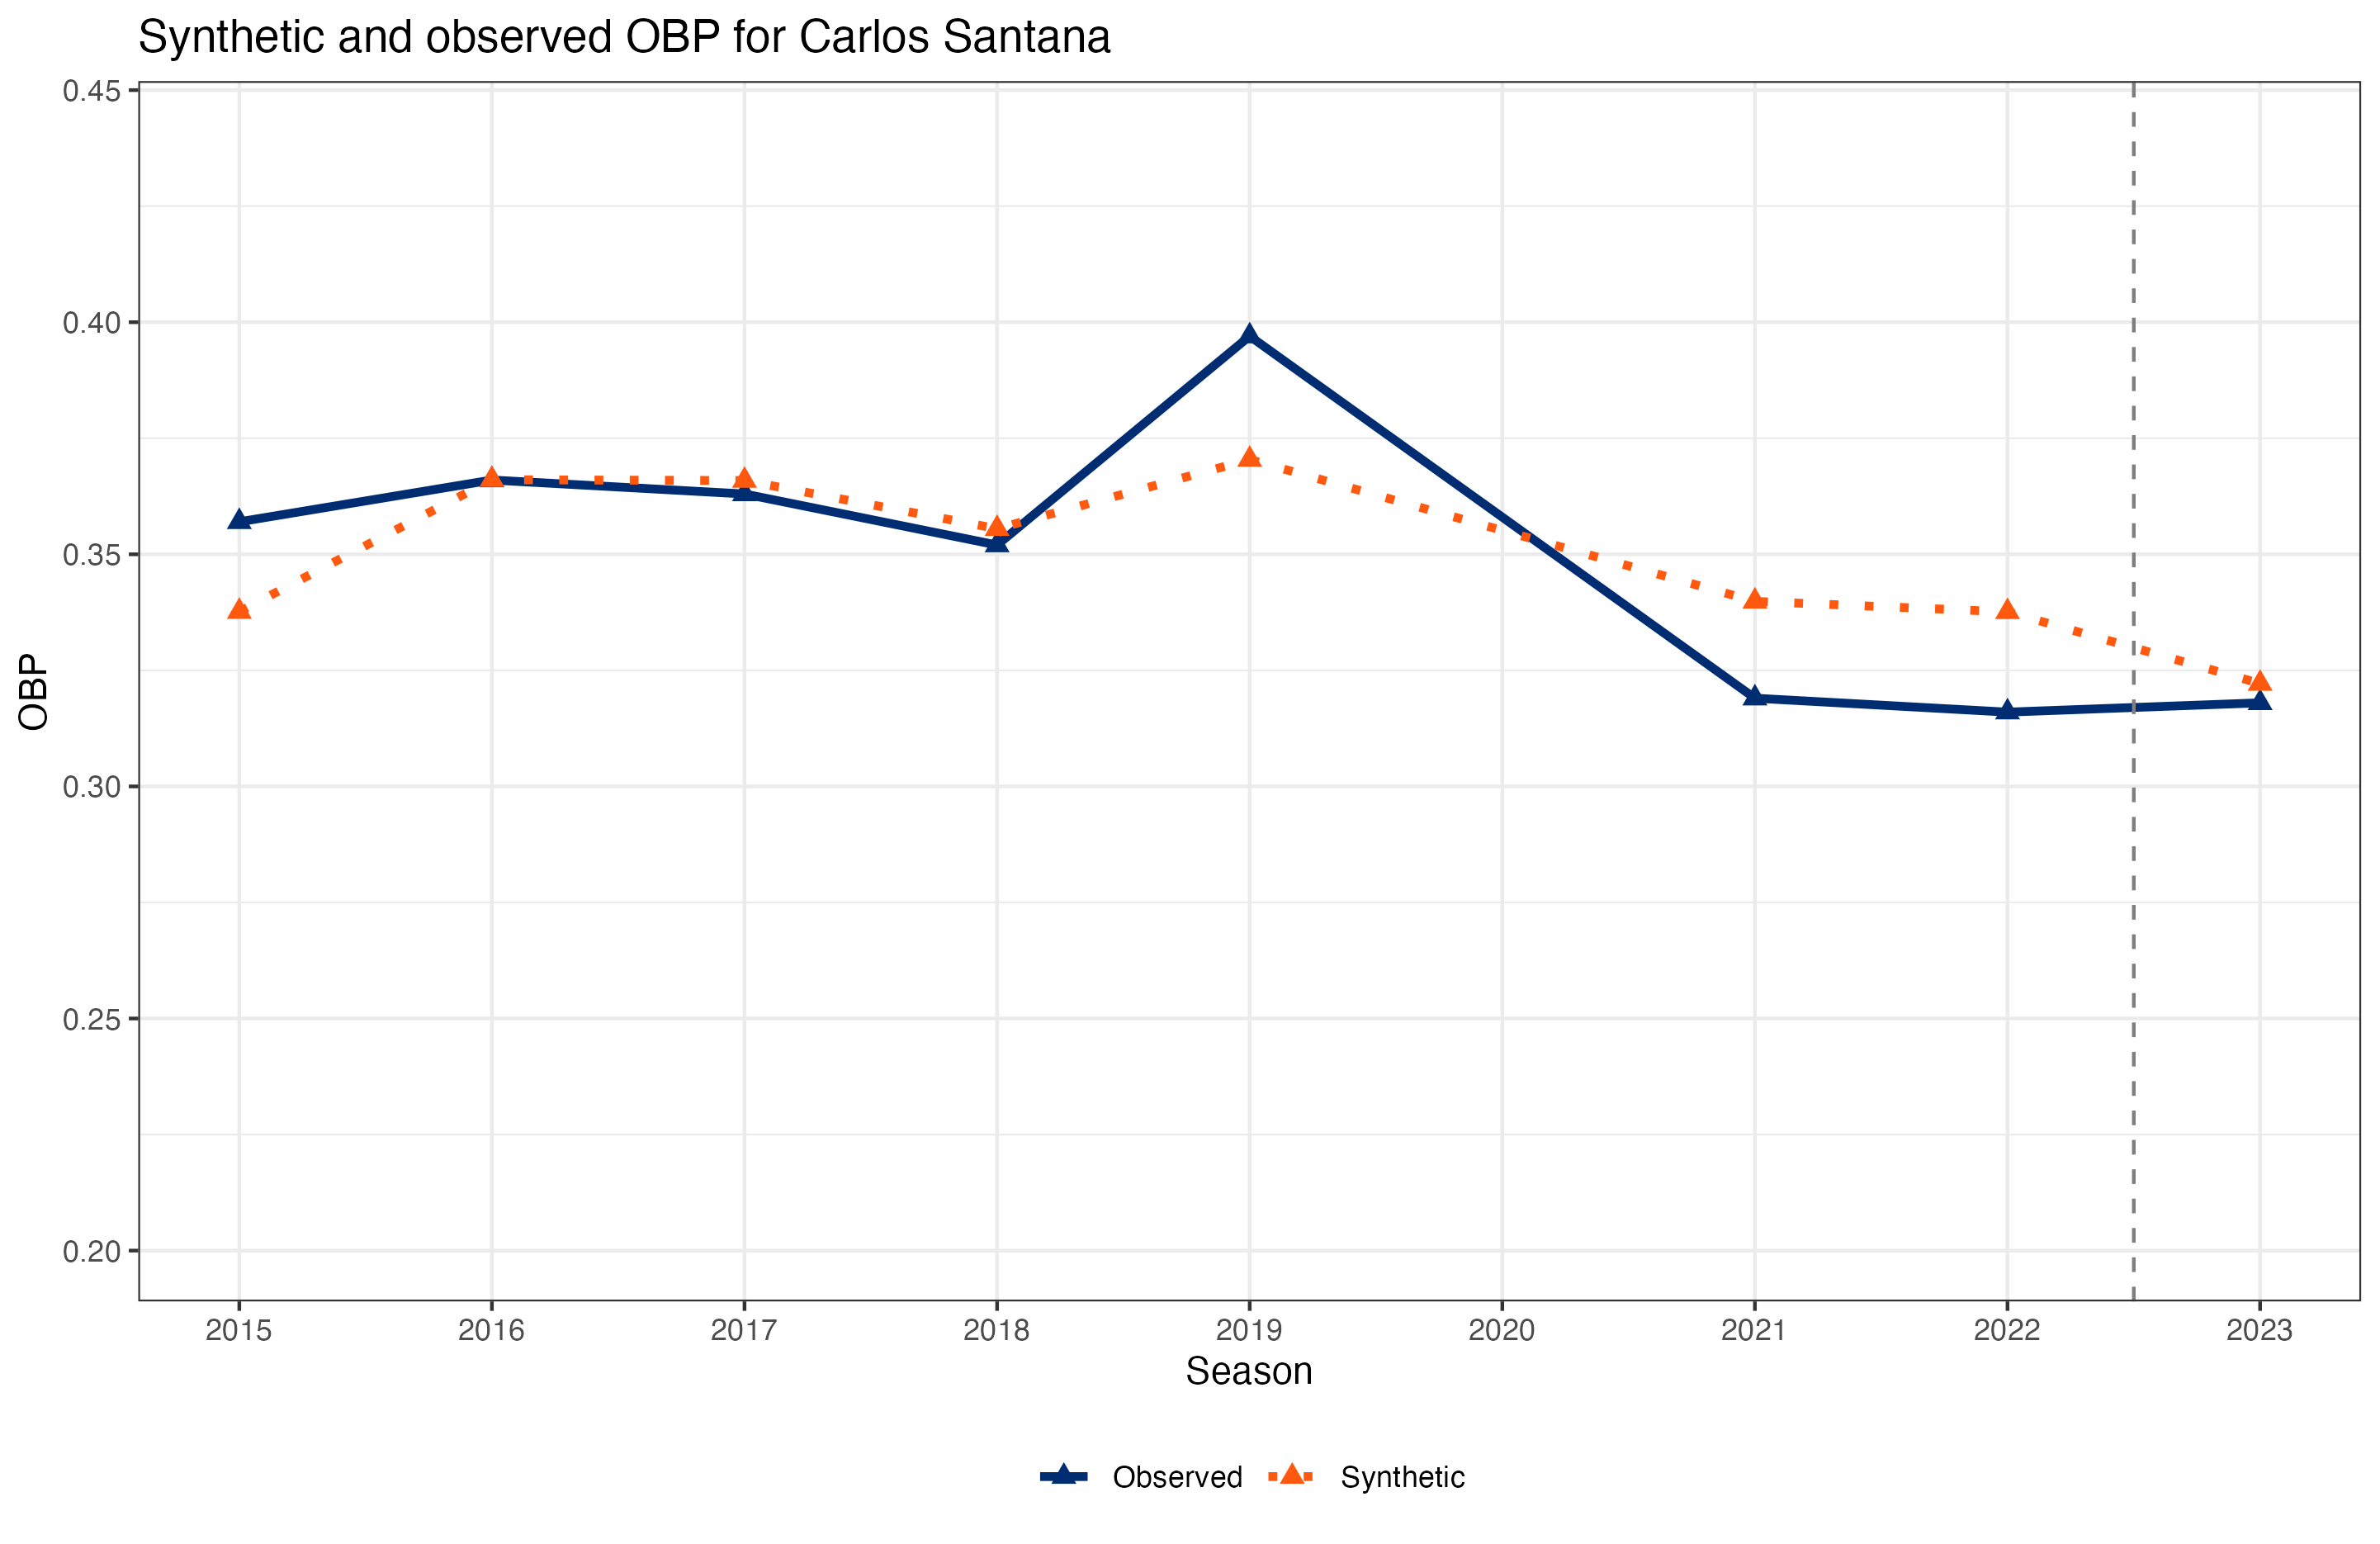 Synthetic and observed OBP for Carlos Santana
0.45
0.40
0.35
0.30
0.25
0.20
OBP
2015 2016 2017 2018 2019 2020 2021 2022 2023
Season
Observed Synthetic